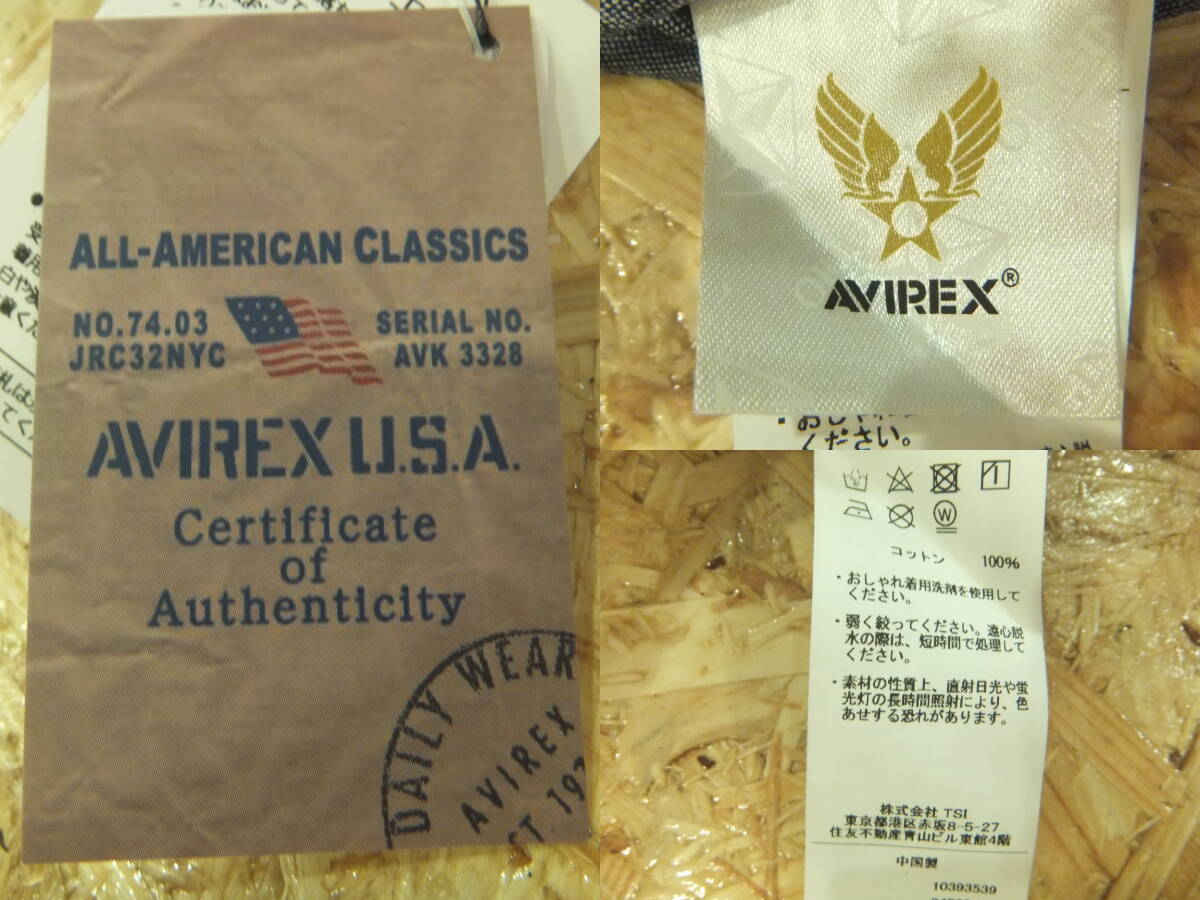 ALL-AMERICAN CLASSICS
NO.74.03
JRC32NYC
SERIAL NO.
AVK 3328
AVIREX U.S.A.
Certificate
of
Authenticity
DAILY WEAR
AVIREX
AVIREX®
・おしゃれ
ください。
W
コットン 100%
・おしゃれ着用洗剤を使用して
ください。
・弱く絞ってください。遠心脱
水の際は、短時間で処理して
ください。
・素材の性質上、直射日光や蛍
光灯の長時間照射により、色
あせする恐れがあります。
株式会社 TSI
東京都港区赤坂8-5-27
住友不動産青山ビル東館4階
中国製
10393539